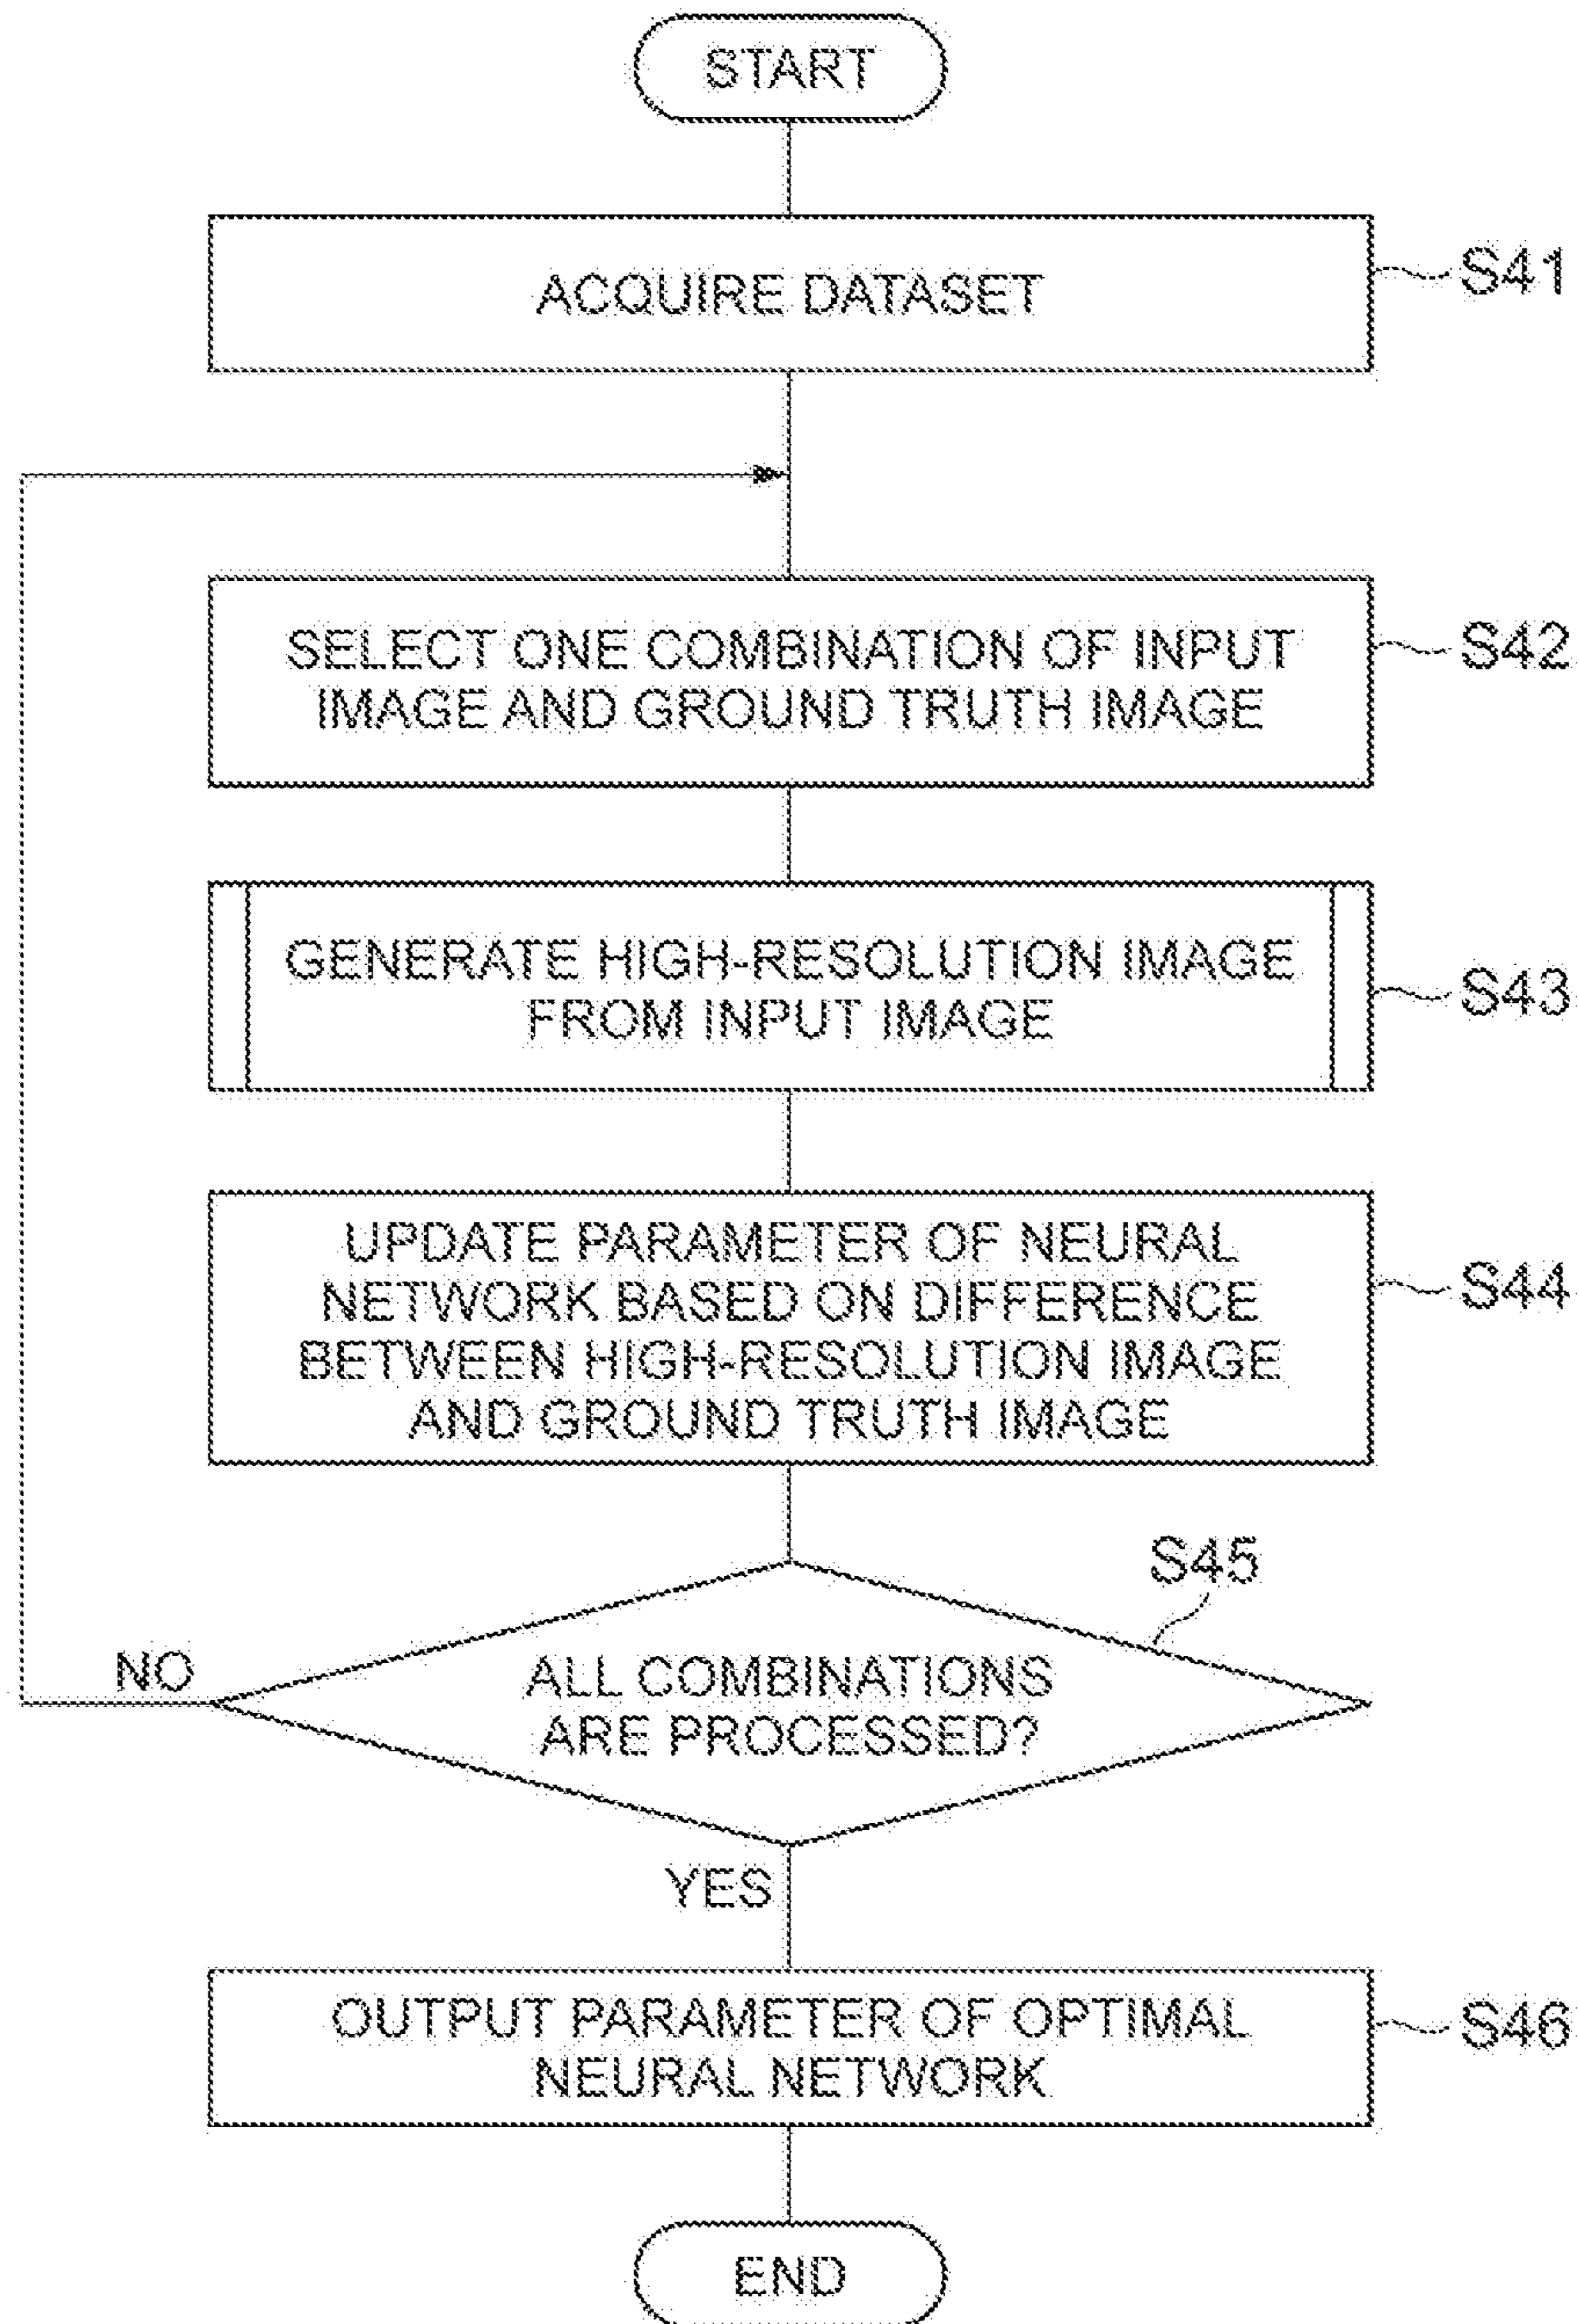 START
ACQUIRE DATASET
S41
SELECT ONE COMBINATION OF INPUT
IMAGE AND GROUND TRUTH IMAGE
S42
GENERATE HIGH-RESOLUTION IMAGE
FROM INPUT IMAGE
S43
UPDATE PARAMETER OF NEURAL
NETWORK BASED ON DIFFERENCE
BETWEEN HIGH-RESOLUTION IMAGE
AND GROUND TRUTH IMAGE
S44
S45
NO
ALL COMBINATIONS
ARE PROCESSED?
YES
OUTPUT PARAMETER OF OPTIMAL
NEURAL NETWORK
S46
END